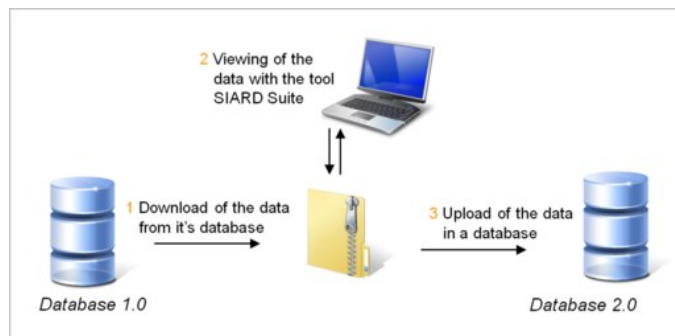 2 Viewing of the
data with the tool
SIARD Suite
1 Download of the data
from it's database
3 Upload of the data
in a database
Database 1.0
Database 2.0